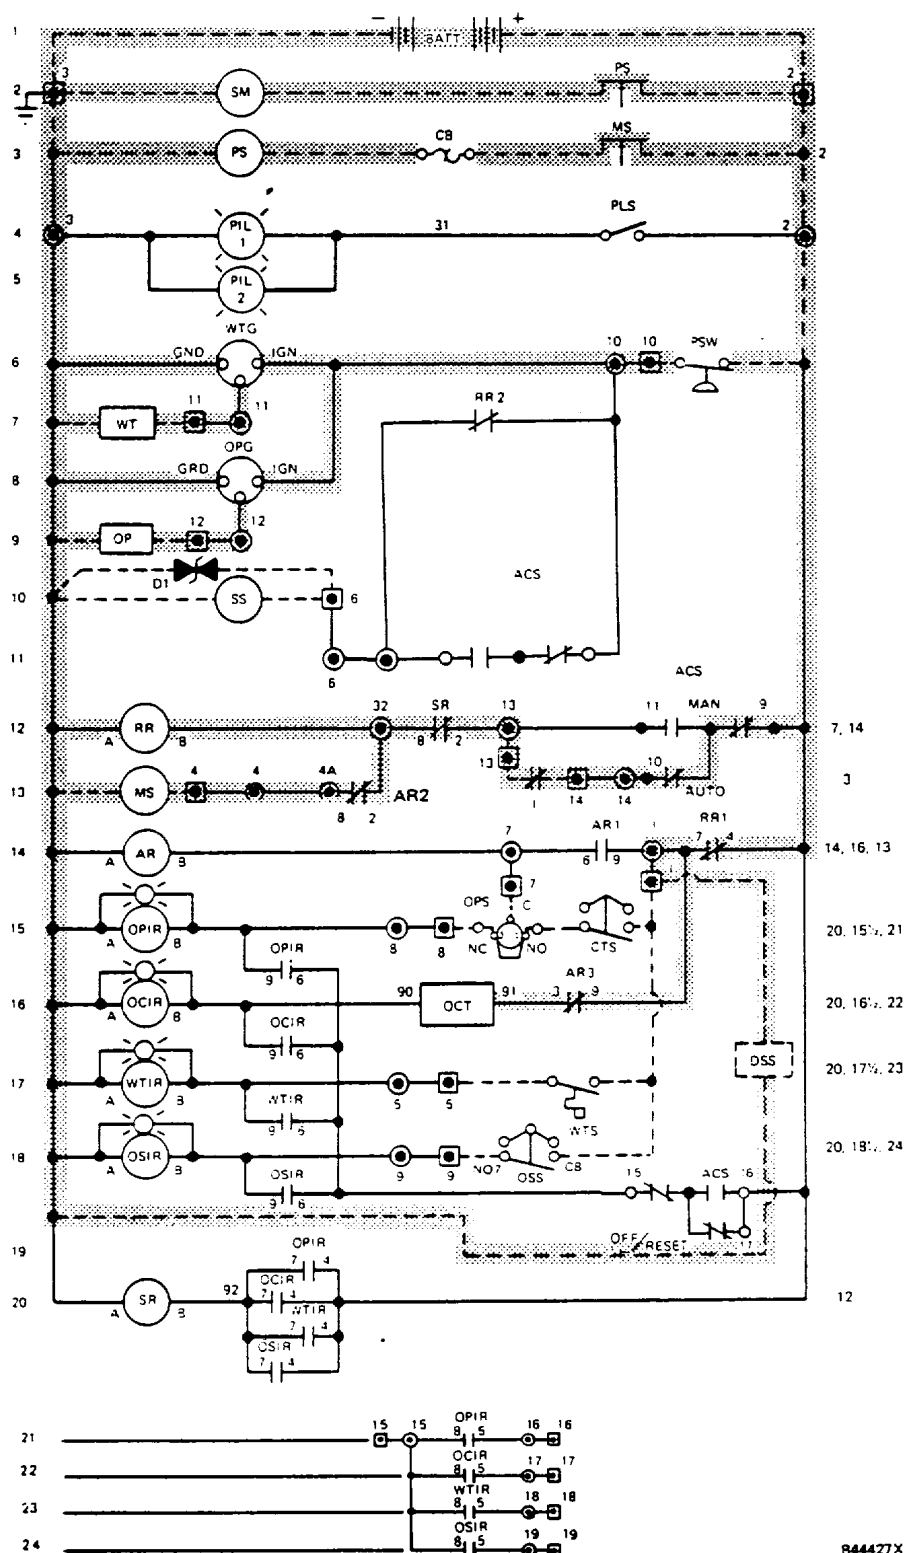 1 − BATT. +
3 PS 2
2 SM
CB MS
3 PS 2
3 PLS
4 PIL 1 31 2
5 PIL 2
WTG
10 10 PSW
6 GND IGN
RR2
11 11
7 WT
OPG
8 GRD IGN
12 12
9 OP
D1 ACS
10 SS 6
11
6 ACS
32 SR 13 11 MAN 9
12 A RR B 8 2 7, 14
13
4 4 4A 10
13 MS 8 2 AR2 1 14 14 AUTO 3
7 AR1 1 RR1
14 A AR B 6 9 7 4 14, 16, 13
7
OPS C
15 A OPIR B 8 8 NC NO CTS 20, 15½, 21
OPIR
9 6 AR3
90 91
16 A OCIR B OCT 3 9 20, 16½, 22
OCIR
9 6 DSS
17 A WTIR B 5 5 20, 17½, 23
WTIR WTS
9 6
18 A OSIR B 9 9 NO7 OSS C8 20, 18½, 24
OSIR 15 ACS 16
9 6
OFF/RESET 17
19 OPIR
7 4
OCIR
20 A SR B 92 7 4 12
WTIR
7 4
OSIR
7 4
OPIR
21 15 15 8 5 16 16
OCIR
22 8 5 17 17
WTIR
23 8 5 18 18
OSIR
24 8 5 19 19
844427X